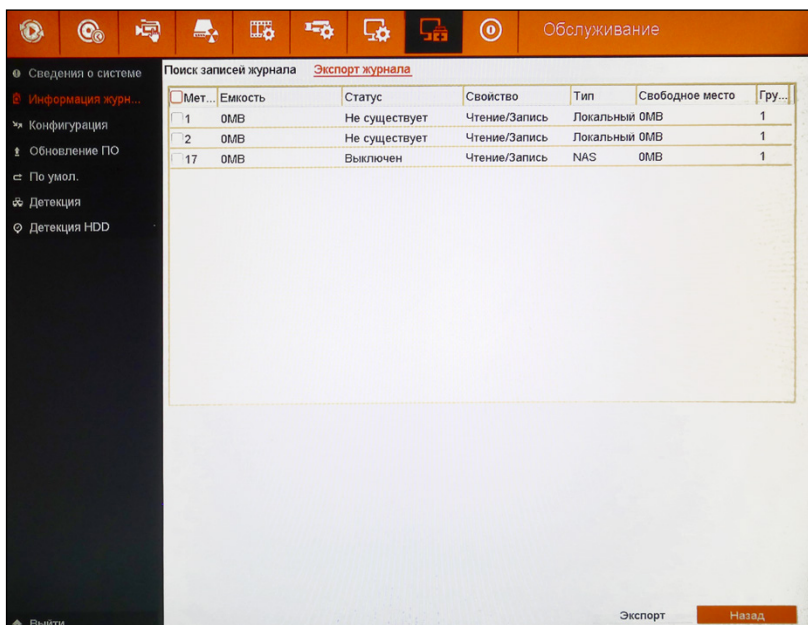 Обслуживание
Сведения о системе
Информация журн...
Конфигурация
Обновление ПО
По умол.
Детекция
Детекция HDD
Выйти
Поиск записей журнала Экспорт журнала
Мет... Емкость Статус Свойство Тип Свободное место Гру...
1 0MB Не существует Чтение/Запись Локальный 0MB 1
2 0MB Не существует Чтение/Запись Локальный 0MB 1
17 0MB Выключен Чтение/Запись NAS 0MB 1
Экспорт Назад